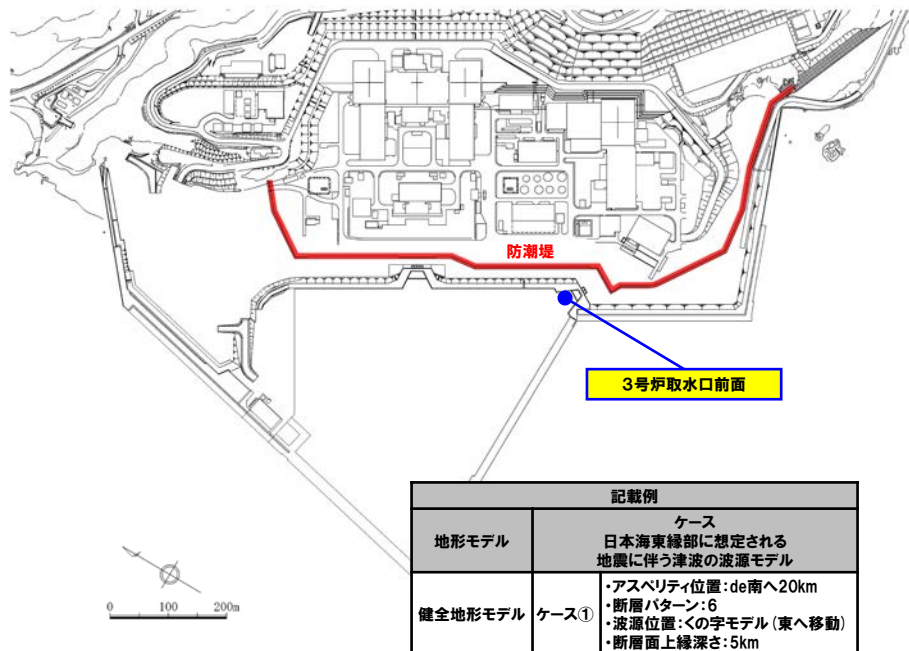 防潮堤
3号炉取水口前面
記載例
地形モデル
ケース
日本海東縁部に想定される
地震に伴う津波の波源モデル
健全地形モデル
ケース①
・アスペリティ位置:de南へ20km
・断層パターン:6
・波源位置:くの字モデル(東へ移動)
・断層面上縁深さ:5km
0 100 200m